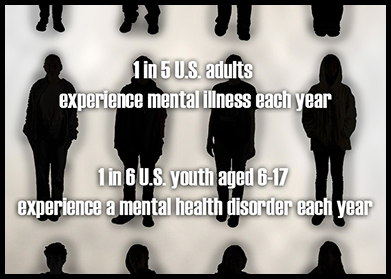 1 in 5 U.S. adults
experience mental illness each year
1 in 6 U.S. youth aged 6-17
experience a mental health disorder each year